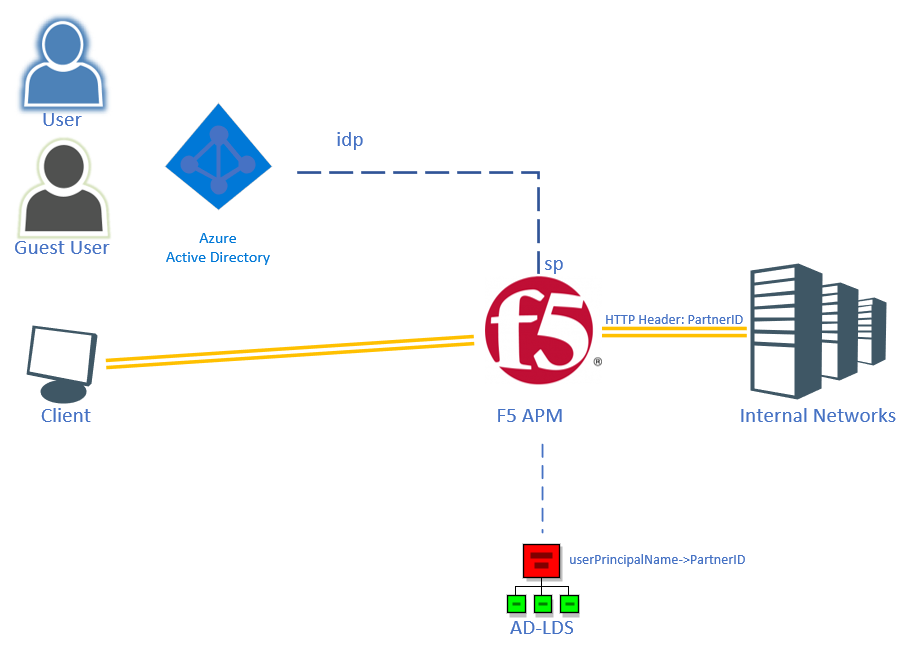 User
idp
Guest User
Azure
Active Directory
sp
f5
®
HTTP Header: PartnerID
Client
F5 APM
Internal Networks
userPrincipalName->PartnerID
AD-LDS